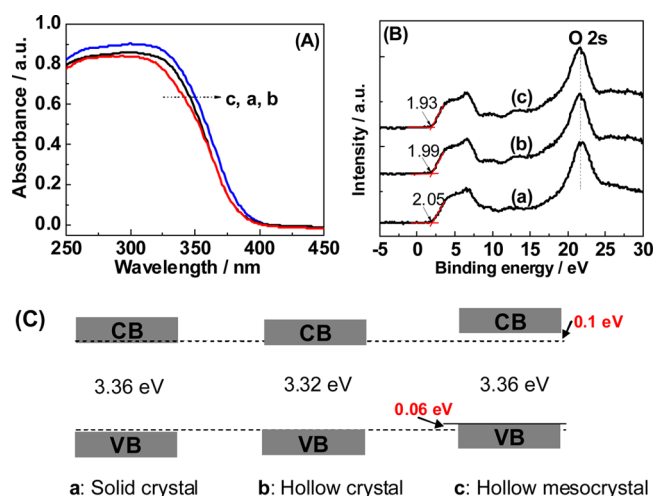 (A)
c, a, b
Absorbance / a.u.
1.0
0.8
0.6
0.4
0.2
0.0
250 300 350 400 450
Wavelength / nm
(B)
O 2s
1.93
(c)
1.99
(b)
2.05
(a)
Intensity / a.u.
-5 0 5 10 15 20 25 30
Binding energy / eV
(C)
CB CB CB
0.1 eV
3.36 eV 3.32 eV 3.36 eV
0.06 eV
VB VB VB
a: Solid crystal b: Hollow crystal c: Hollow mesocrystal